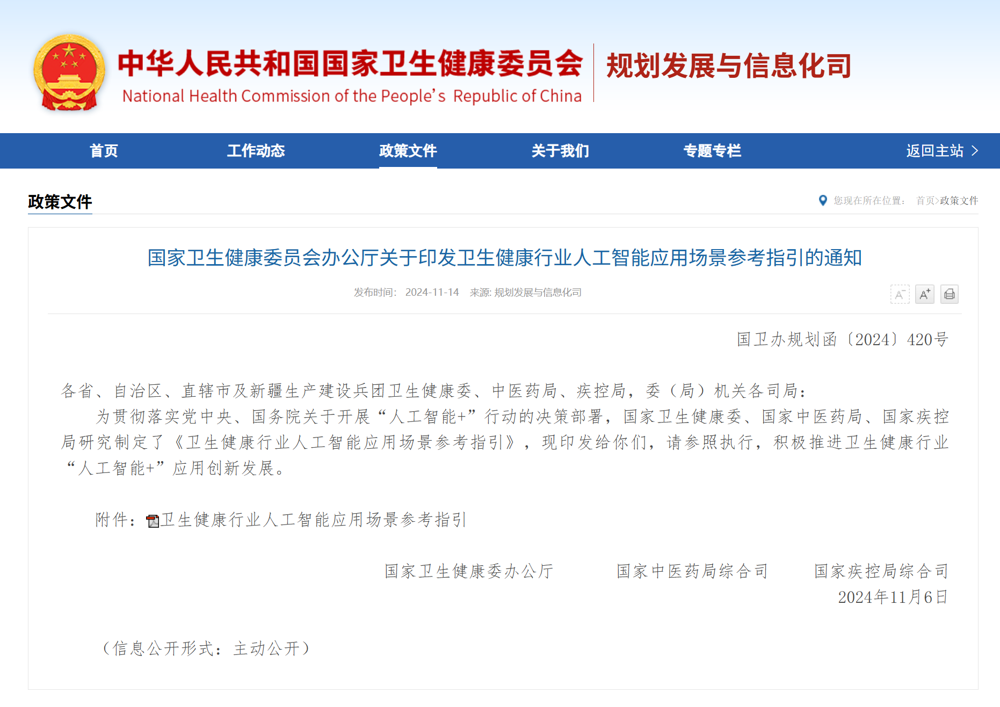 中华人民共和国国家卫生健康委员会
National Health Commission of the People's Republic of China
规划发展与信息化司
首页 工作动态 政策文件 关于我们 专题专栏 返回主站 >
政策文件
您现在所在位置： 首页>政策文件
国家卫生健康委员会办公厅关于印发卫生健康行业人工智能应用场景参考指引的通知
发布时间： 2024-11-14 来源: 规划发展与信息化司
A- A+
国卫办规划函〔2024〕420号
各省、自治区、直辖市及新疆生产建设兵团卫生健康委、中医药局、疾控局，委（局）机关各司局：
为贯彻落实党中央、国务院关于开展“人工智能+”行动的决策部署，国家卫生健康委、国家中医药局、国家疾控
局研究制定了《卫生健康行业人工智能应用场景参考指引》，现印发给你们，请参照执行，积极推进卫生健康行业
“人工智能+”应用创新发展。
附件：卫生健康行业人工智能应用场景参考指引
国家卫生健康委办公厅 国家中医药局综合司 国家疾控局综合司
2024年11月6日
（信息公开形式：主动公开）